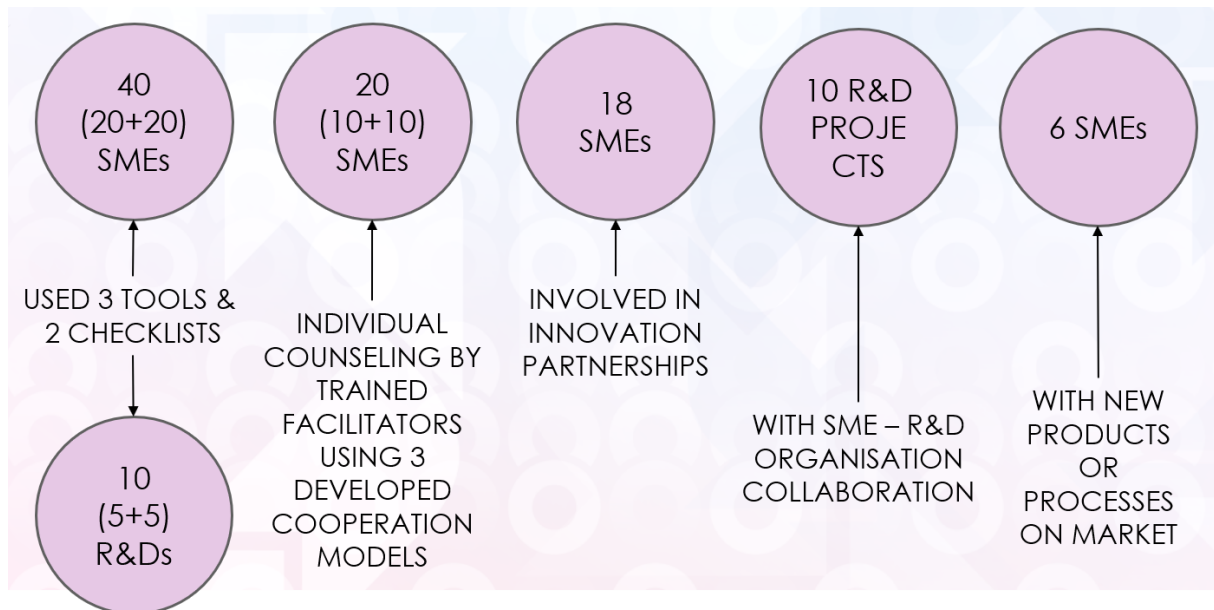 40
(20+20)
SMEs
USED 3 TOOLS &
2 CHECKLISTS
10
(5+5)
R&Ds
20
(10+10)
SMEs
INDIVIDUAL
COUNSELING BY
TRAINED
FACILITATORS
USING 3
DEVELOPED
COOPERATION
MODELS
18
SMEs
INVOLVED IN
INNOVATION
PARTNERSHIPS
10 R&D
PROJE
CTS
WITH SME – R&D
ORGANISATION
COLLABORATION
6 SMEs
WITH NEW
PRODUCTS
OR
PROCESSES
ON MARKET